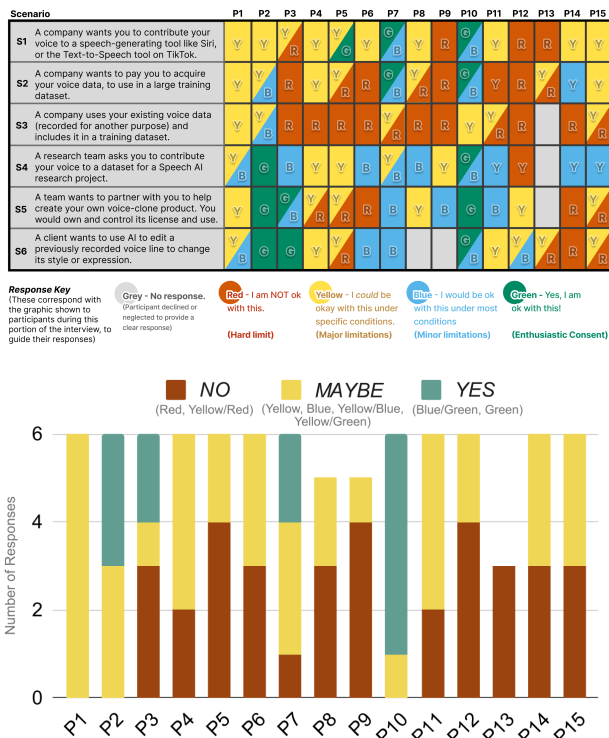 Scenario P1 P2 P3 P4 P5 P6 P7 P8 P9 P10 P11 P12 P13 P14 P15
S1 A company wants you to contribute your
voice to a speech-generating tool like Siri,
or the Text-to-Speech tool on TikTok.
Y Y Y R Y Y G Y G B Y R G B Y R R Y Y
S2 A company wants to pay you to acquire
your voice data, to use in a large training
dataset.
Y Y B R Y Y R R G B Y R R G B Y R Y R Y Y
S3 A company uses your existing voice data
(recorded for another purpose) and
includes it in a training dataset.
Y Y B R R R R Y R R R Y Y R R R Y R
S4 A research team asks you to contribute
your voice to a dataset for a Speech AI
research project.
Y B G B Y Y B Y B B Y G B B Y Y Y
S5 A team wants to partner with you to help
create your own voice-clone product. You
would own and control its license and use.
Y G G B Y R Y R R B Y B G B Y R R
S6 A client wants to use AI to edit a
previously recorded voice line to change
its style or expression.
Y B G G Y Y R B B G B Y Y B Y R Y B Y R
Response Key
(These correspond with
the graphic shown to
participants during this
portion of the interview, to
guide their responses)
Grey - No response.
(Participant declined or
neglected to provide a
clear response)
Red - I am NOT ok
with this.
(Hard limit)
Yellow - I could be
okay with this under
specific conditions.
(Major limitations)
Blue - I would be ok
with this under most
conditions
(Minor limitations)
Green - Yes, I am
ok with this!
(Enthusiastic Consent)
NO MAYBE YES
(Red, Yellow/Red) (Yellow, Blue, Yellow/Blue,
Yellow/Green) (Blue/Green, Green)
Number of Responses
6
4
2
0
P1 P2 P3 P4 P5 P6 P7 P8 P9 P10 P11 P12 P13 P14 P15